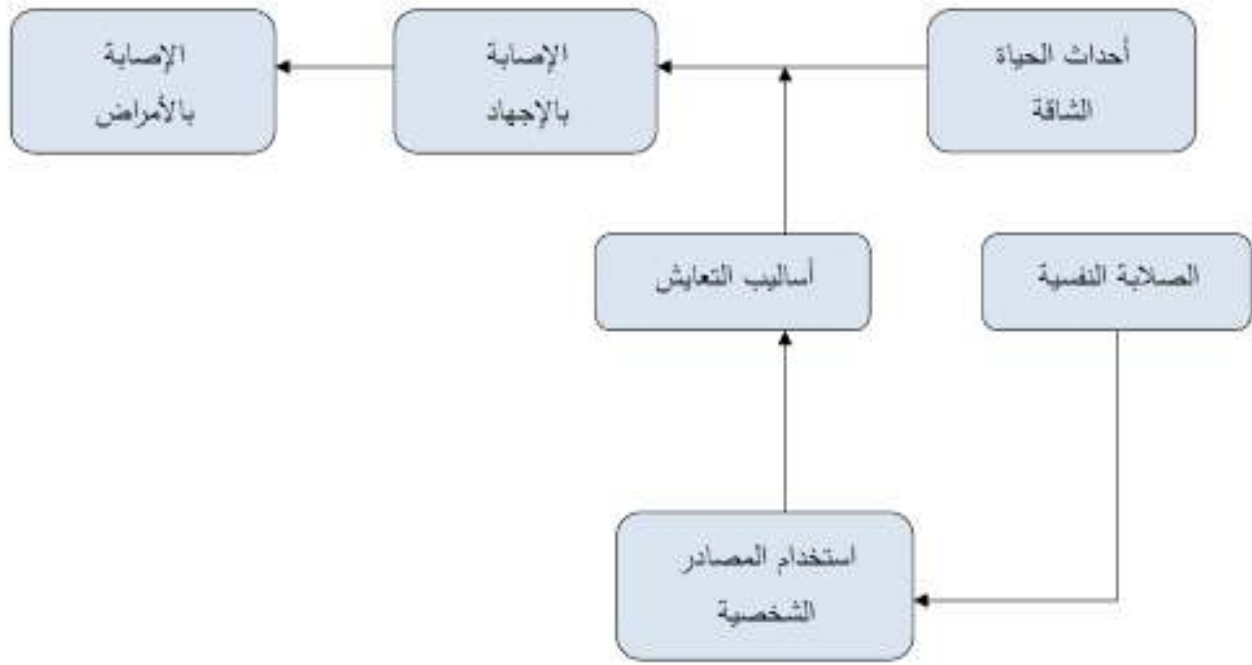 أحداث الحياة
الشاقة
الإصابة
بالإجهاد
الإصابة
بالأمراض
الصلابة النفسية
أساليب التعايش
استخدام المصادر
الشخصية